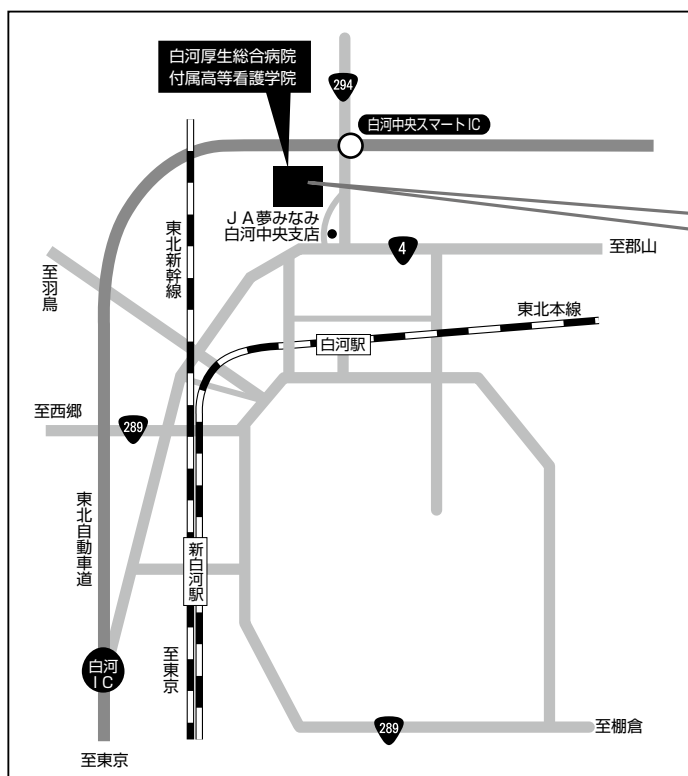 白河厚生総合病院
付属高等看護学院
294
白河中央スマートIC
JA夢みなみ
白河中央支店
東北新幹線
4
至郡山
至羽鳥
東北本線
白河駅
至西郷
289
東北自動車道
新白河駅
白河
IC
至東京
至東京
289
至棚倉